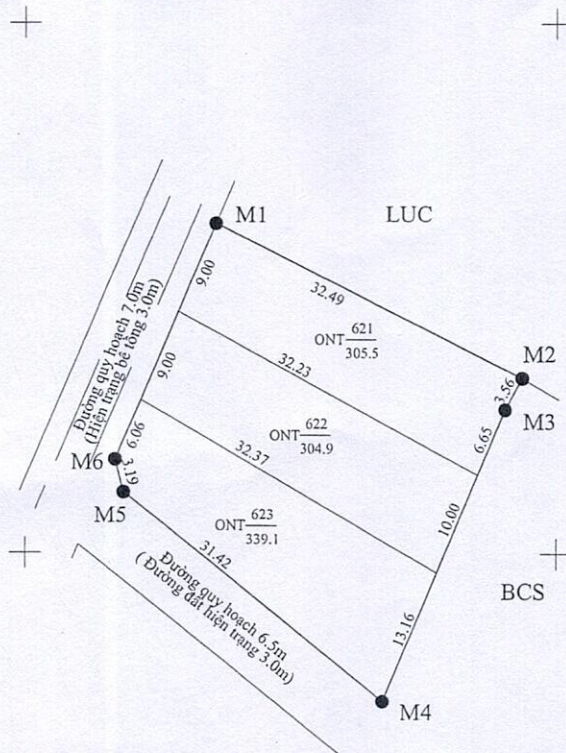 M1
LUC
9.00
32.49
Đường quy hoạch 7.0m
(Hiện trạng bê tông 3.0m)
ONT 621
305.5
M2
3.56
M3
9.00
32.23
6.65
ONT 622
304.9
6.06
M6
3.19
32.37
M5
10.00
ONT 623
339.1
31.42
Đường quy hoạch 6.5m
( Đường đất hiện trạng 3.0m)
BCS
13.16
M4